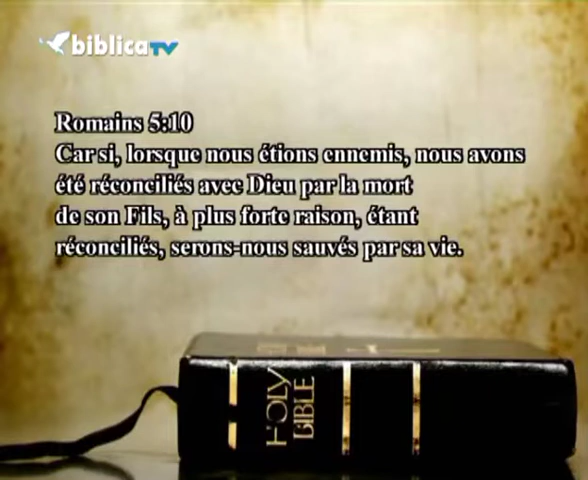 biblicaTV
Romains 5:10
Car si, lorsque nous étions ennemis, nous avons
été réconciliés avec Dieu par la mort
de son Fils, à plus forte raison, étant
réconciliés, serons-nous sauvés par sa vie.
HOLY
BIBLE